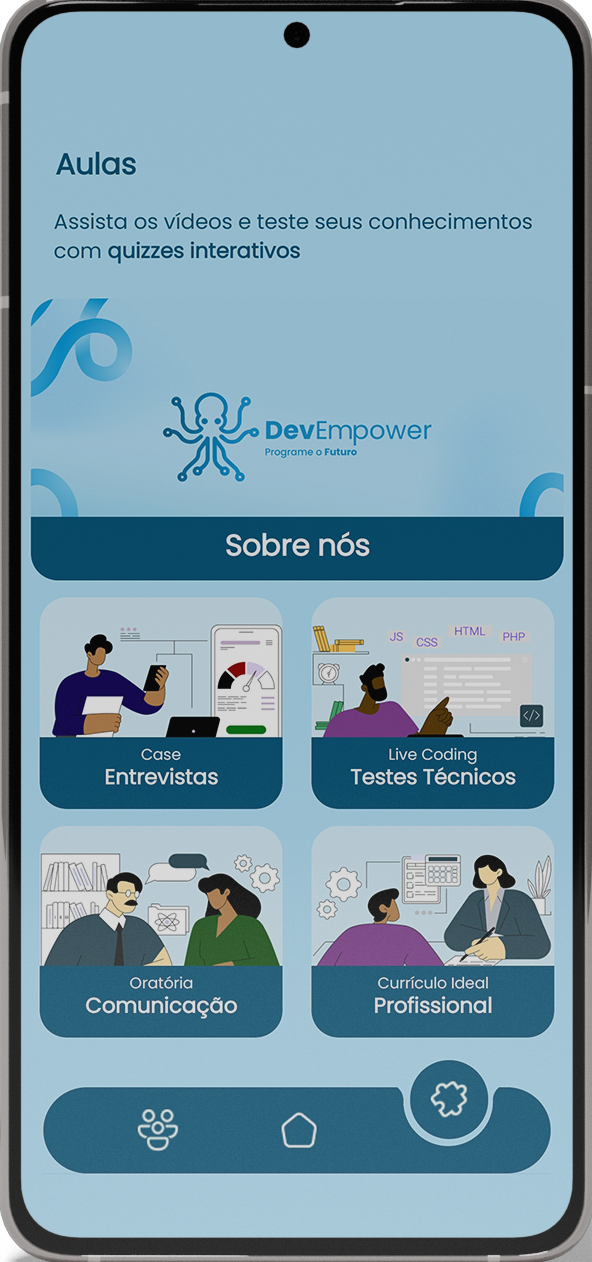 Aulas
Assista os vídeos e teste seus conhecimentos
com quizzes interativos
DevEmpower
Programe o Futuro
Sobre nós
JS
CSS
HTML
PHP
</>
Case
Entrevistas
Live Coding
Testes Técnicos
Oratória
Comunicação
Currículo Ideal
Profissional